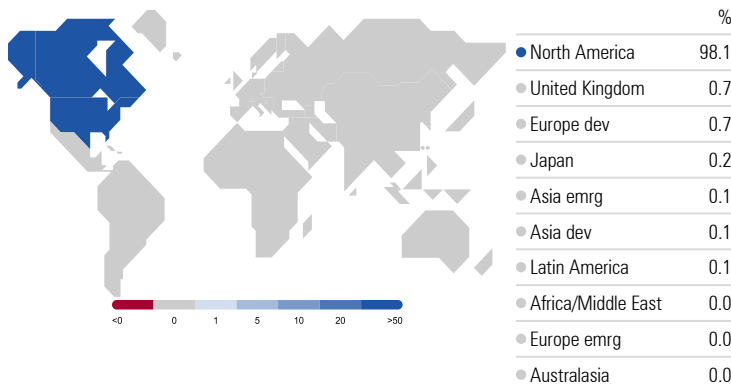 %
North America 98.1
United Kingdom 0.7
Europe dev 0.7
Japan 0.2
Asia emrg 0.1
Asia dev 0.1
Latin America 0.1
Africa/Middle East 0.0
Europe emrg 0.0
Australasia 0.0
<0 0 1 5 10 20 >50